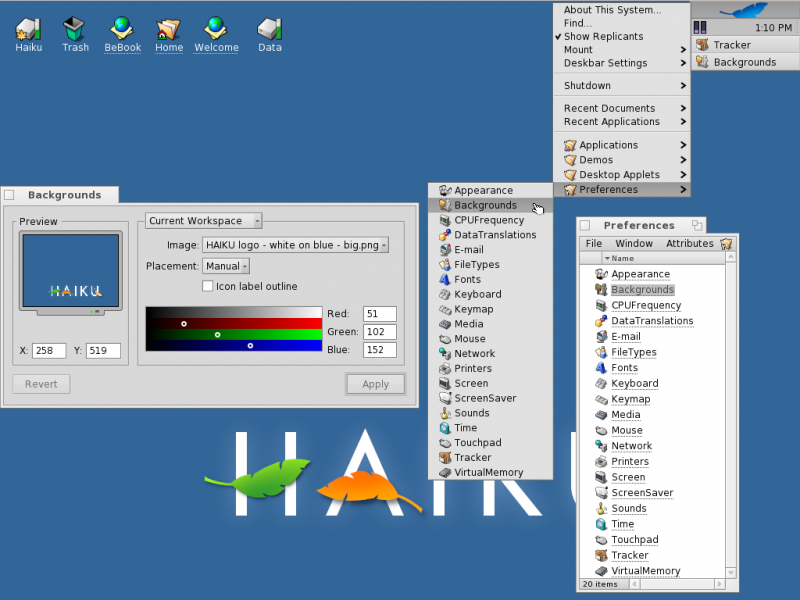 Haiku
Trash
BeBook
Home
Welcome
Data
About This System...
Find...
Show Replicants
Mount
Deskbar Settings
Shutdown
Recent Documents
Recent Applications
Applications
Demos
Desktop Applets
Preferences
1:10 PM
Tracker
Backgrounds
Appearance
Backgrounds
CPUFrequency
DataTranslations
E-mail
FileTypes
Fonts
Keyboard
Keymap
Media
Mouse
Network
Printers
Screen
ScreenSaver
Sounds
Time
Touchpad
Tracker
VirtualMemory
Backgrounds
Preview
HAIKU
X: 258 Y: 519
Current Workspace
Image: HAIKU logo - white on blue - big.png
Placement: Manual
Icon label outline
Red: 51
Green: 102
Blue: 152
Revert
Apply
Preferences
File Window Attributes
Name
Appearance
Backgrounds
CPUFrequency
DataTranslations
E-mail
FileTypes
Fonts
Keyboard
Keymap
Media
Mouse
Network
Printers
Screen
ScreenSaver
Sounds
Time
Touchpad
Tracker
VirtualMemory
20 items
HAIKU